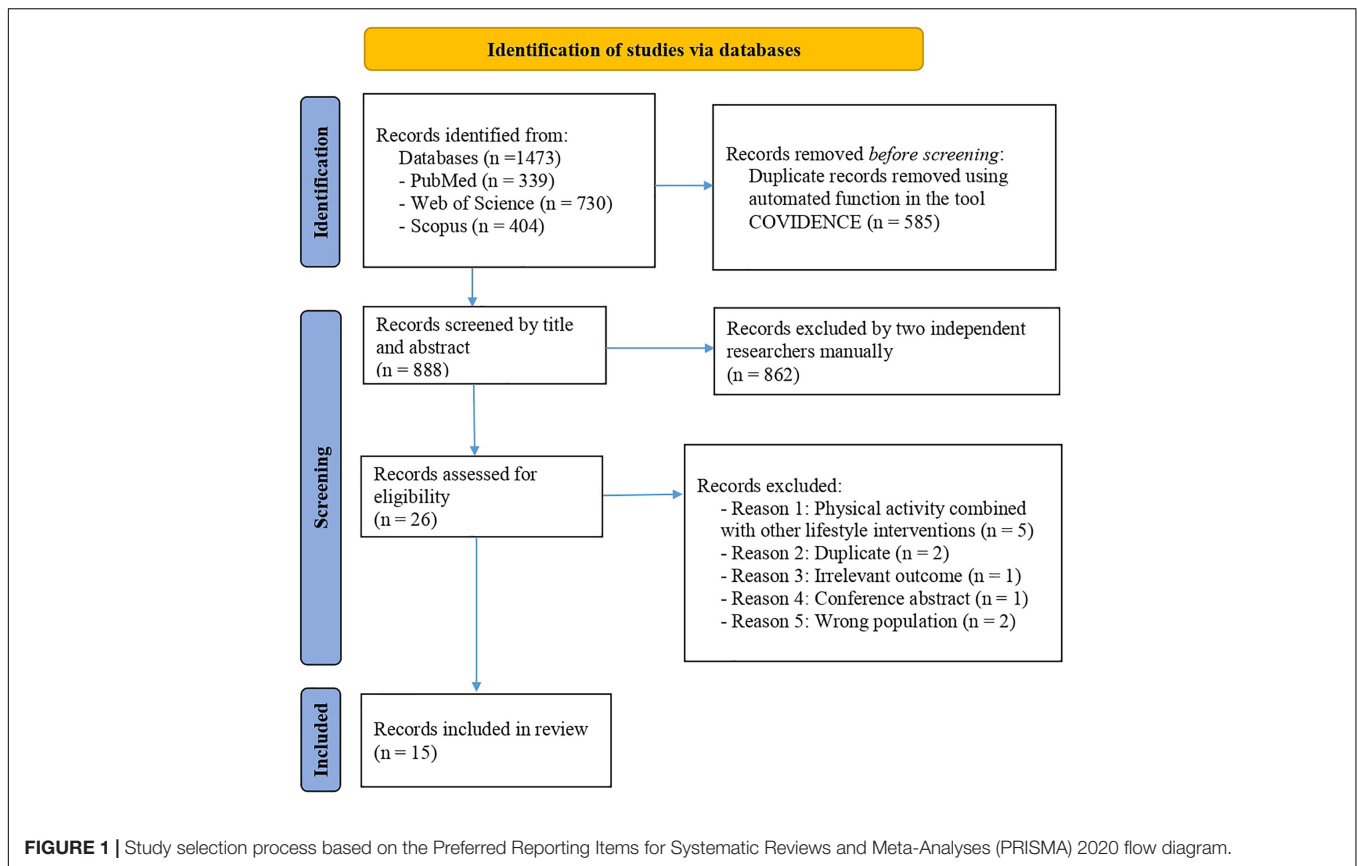 Identification of studies via databases
Identification
Records identified from:
Databases (n =1473)
- PubMed (n = 339)
- Web of Science (n = 730)
- Scopus (n = 404)
Records removed before screening:
Duplicate records removed using
automated function in the tool
COVIDENCE (n = 585)
Screening
Records screened by title
and abstract
(n = 888)
Records excluded by two independent
researchers manually
(n = 862)
Records assessed for
eligibility
(n = 26)
Records excluded:
- Reason 1: Physical activity combined
with other lifestyle interventions (n = 5)
- Reason 2: Duplicate (n = 2)
- Reason 3: Irrelevant outcome (n = 1)
- Reason 4: Conference abstract (n = 1)
- Reason 5: Wrong population (n = 2)
Included
Records included in review
(n = 15)
FIGURE 1 | Study selection process based on the Preferred Reporting Items for Systematic Reviews and Meta-Analyses (PRISMA) 2020 flow diagram.